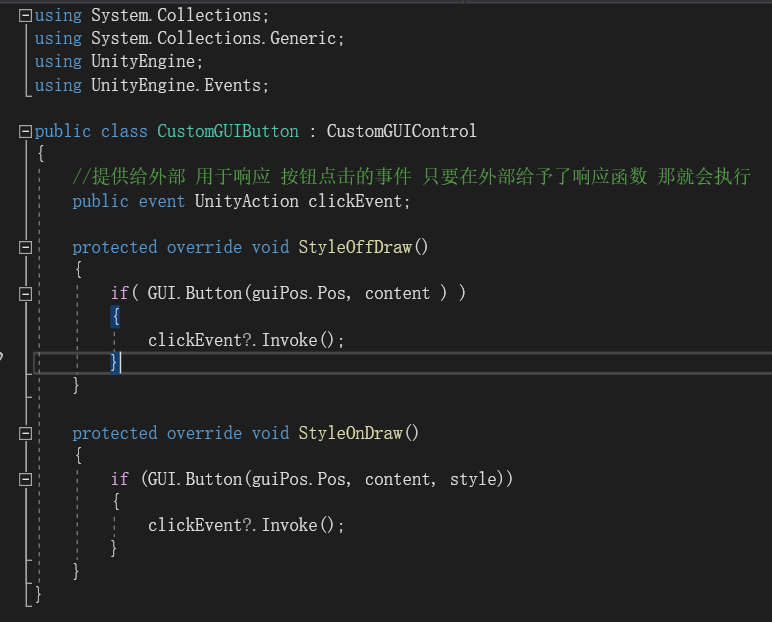 using System.Collections;
using System.Collections.Generic;
using UnityEngine;
using UnityEngine.Events;
public class CustomGUIButton : CustomGUIControl
{
//提供给外部 用于响应 按钮点击的事件 只要在外部给予了响应函数 那就会执行
public event UnityAction clickEvent;
protected override void StyleOffDraw()
{
if( GUI.Button(guiPos.Pos, content ) )
{
clickEvent?.Invoke();
}
}
protected override void StyleOnDraw()
{
if (GUI.Button(guiPos.Pos, content, style))
{
clickEvent?.Invoke();
}
}
}